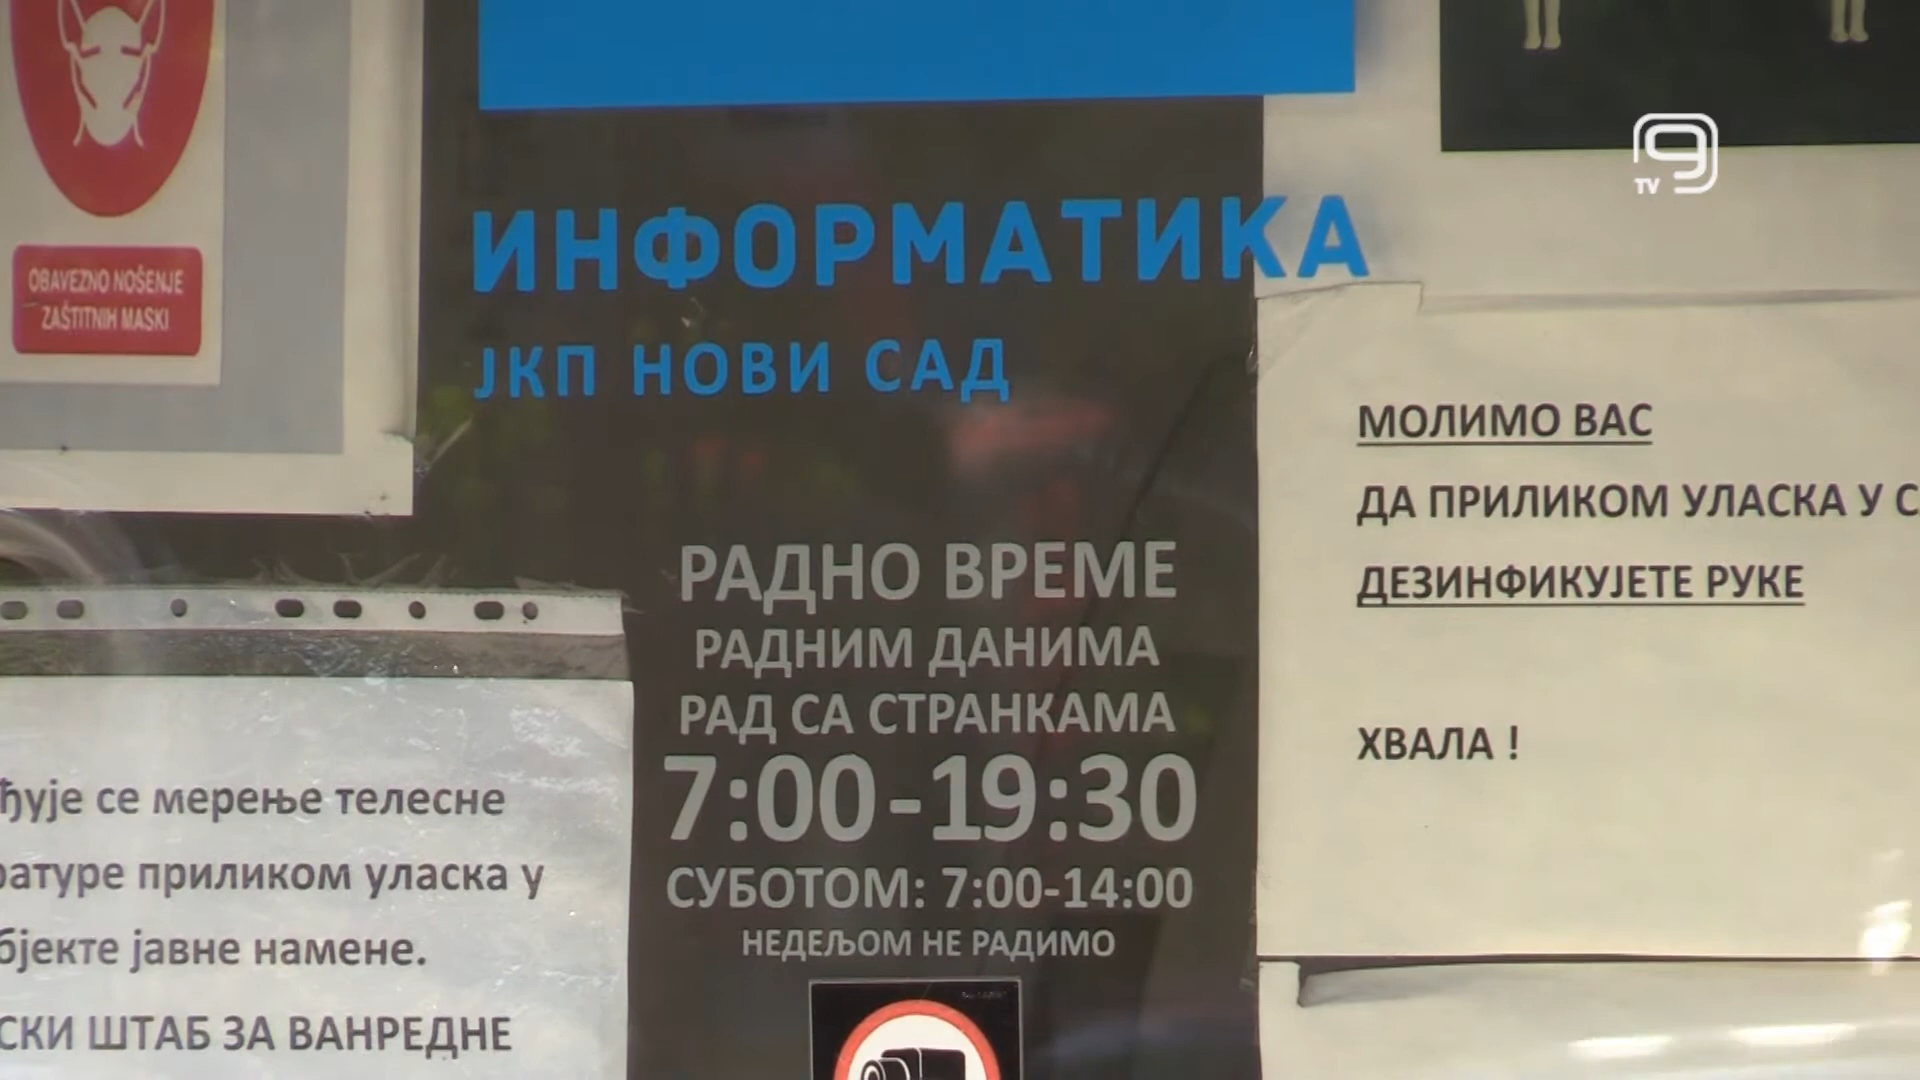 OBAVEZNO NOŠENJE
ZAŠTITNIH MASKI
ИНФОРМАТИКА
ЈКП НОВИ САД
TV 9
МОЛИМО ВАС
ДА ПРИЛИКОМ УЛАСКА У С
ДЕЗИНФИКУЈЕТЕ РУКЕ
ХВАЛА !
РАДНО ВРЕМЕ
РАДНИМ ДАНИМА
РАД СА СТРАНКАМА
7:00-19:30
СУБОТОМ: 7:00-14:00
НЕДЕЉОМ НЕ РАДИМО
ђује се мерење телесне
ратуре приликом уласка у
бјекте јавне намене.
СКИ ШТАБ ЗА ВАНРЕДНЕ